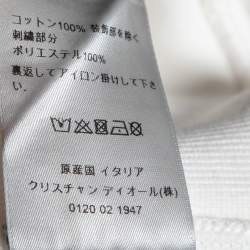 コットン100% 装飾部を除く
刺繍部分
ポリエステル100%
裏返してアイロン掛けして下さ
い.
原産国 イタリア
クリスチャン ディオール(株)
0120 02 1947